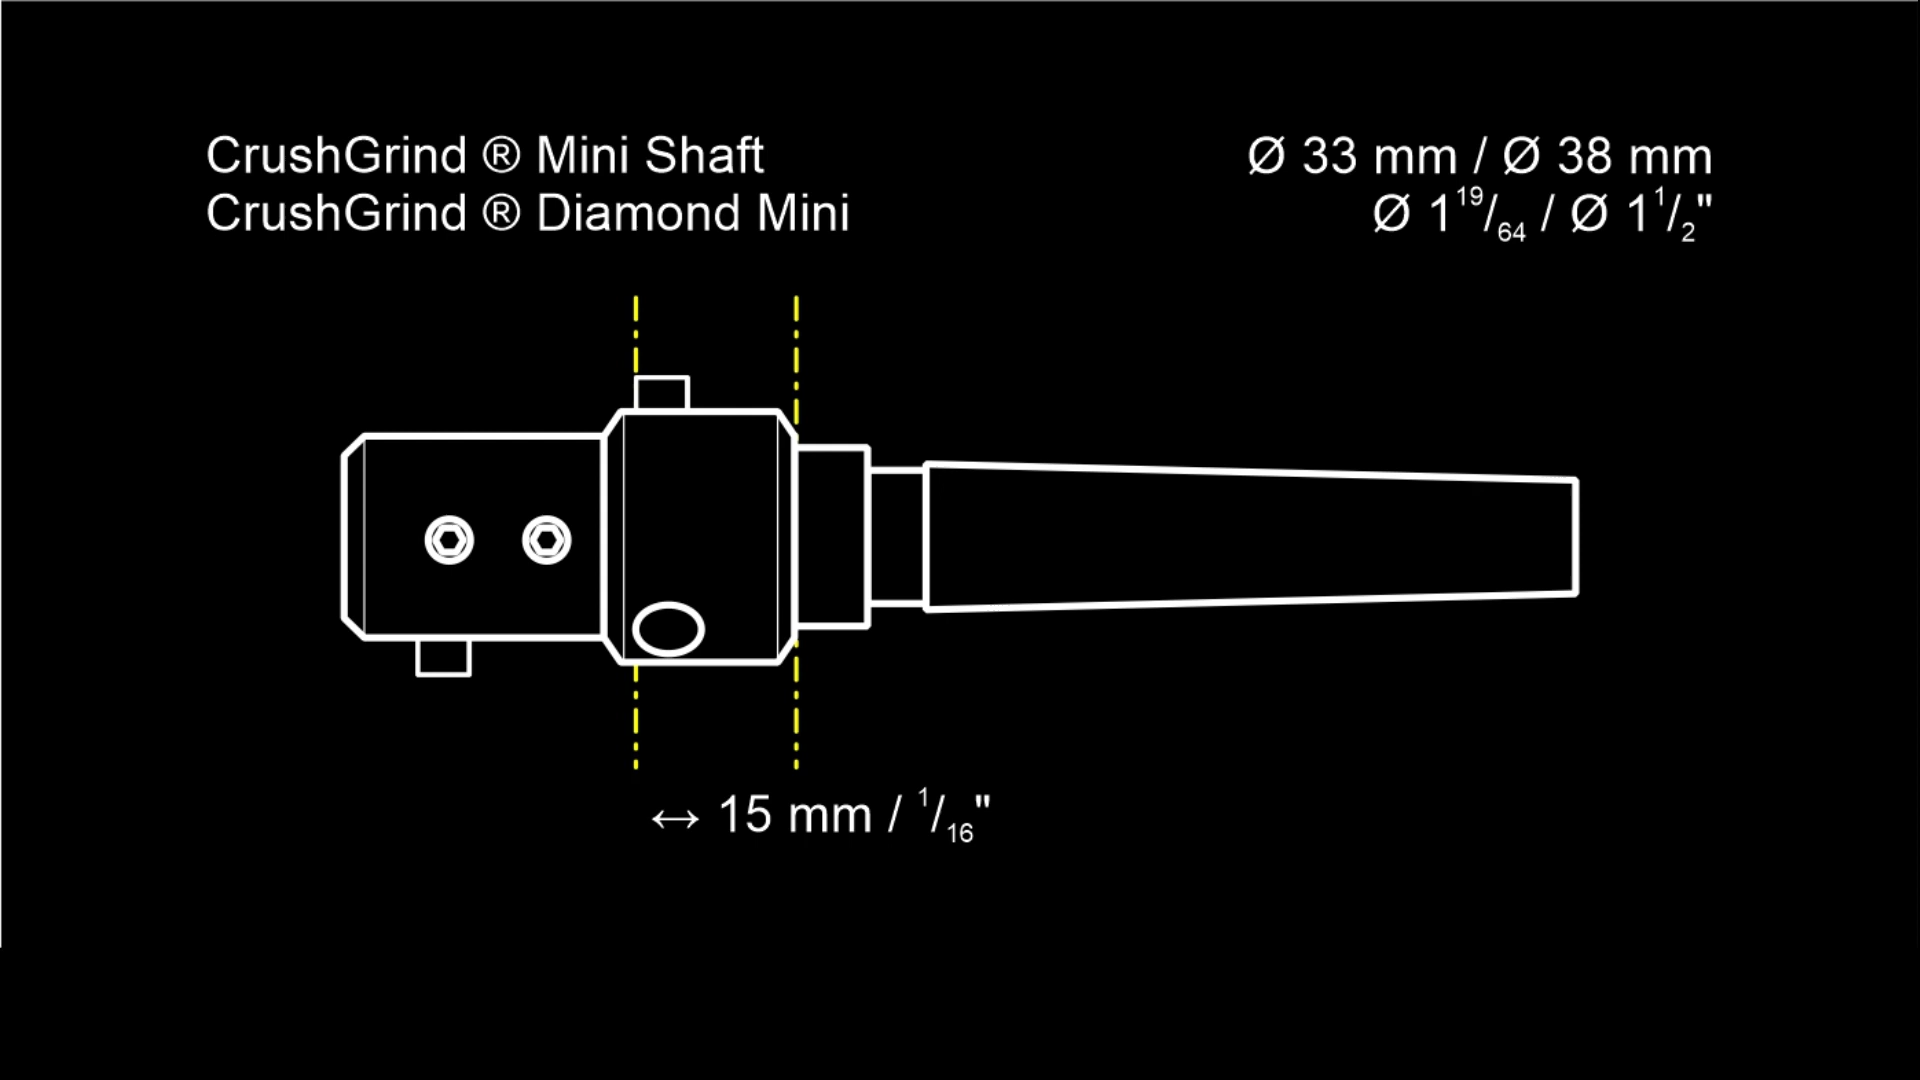 CrushGrind ® Mini Shaft
CrushGrind ® Diamond Mini
Ø 33 mm / Ø 38 mm
Ø 1 19/64 / Ø 1 1/2"
↔ 15 mm / 1/16"